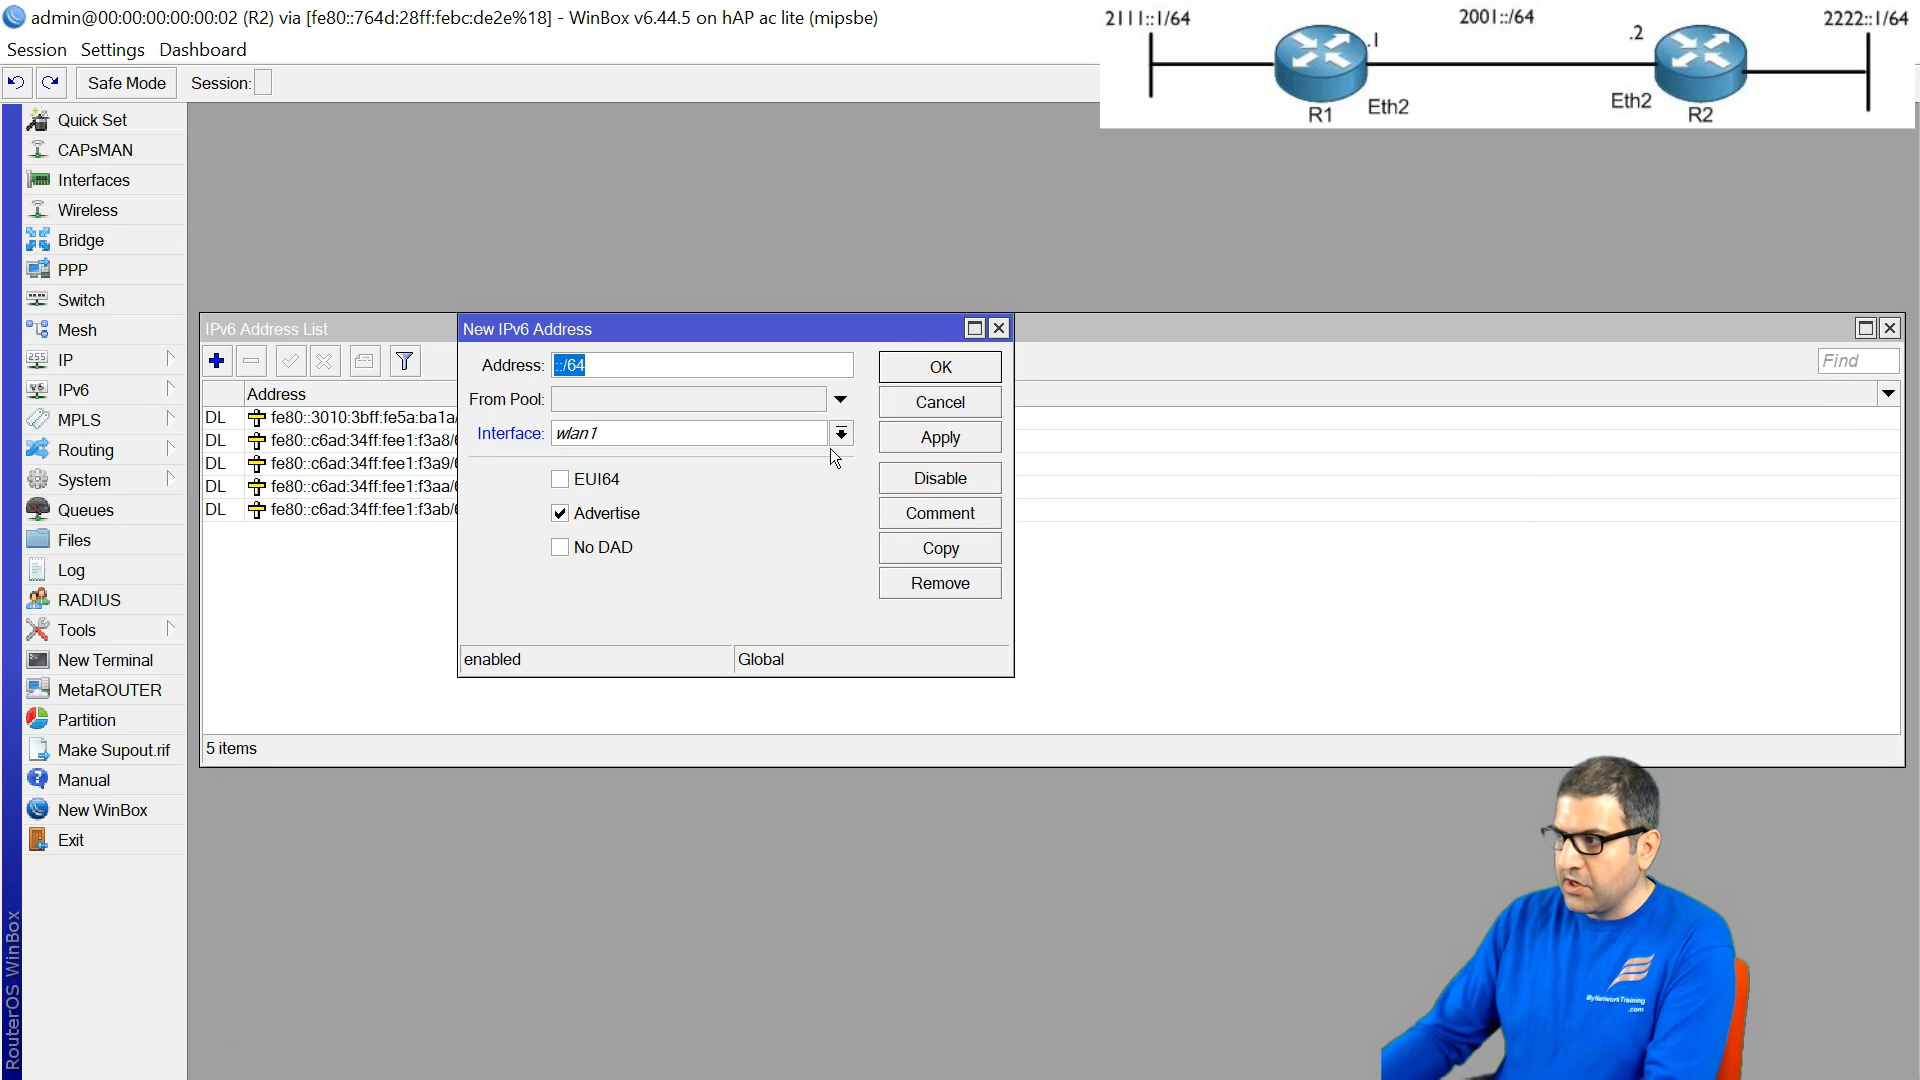 admin@00:00:00:00:00:02 (R2) via [fe80::764d:28ff:febc:de2e%18] - WinBox v6.44.5 on hAP ac lite (mipsbe)
Session Settings Dashboard
Safe Mode Session:
2111::1/64 2001::/64 2222::1/64
.1 .2
Eth2 Eth2
R1 R2
Quick Set
CAPsMAN
Interfaces
Wireless
Bridge
PPP
Switch
Mesh
IP
IPv6
MPLS
Routing
System
Queues
Files
Log
RADIUS
Tools
New Terminal
MetaROUTER
Partition
Make Supout.rif
Manual
New WinBox
Exit
RouterOS WinBox
IPv6 Address List
Find
Address
DL fe80::3010:3bff:fe5a:ba1a/
DL fe80::c6ad:34ff:fee1:f3a8/6
DL fe80::c6ad:34ff:fee1:f3a9/6
DL fe80::c6ad:34ff:fee1:f3aa/6
DL fe80::c6ad:34ff:fee1:f3ab/6
5 items
New IPv6 Address
Address: ::/64
From Pool:
Interface: wlan1
EUI64
Advertise
No DAD
OK
Cancel
Apply
Disable
Comment
Copy
Remove
enabled Global
MyNetworkTraining
.com